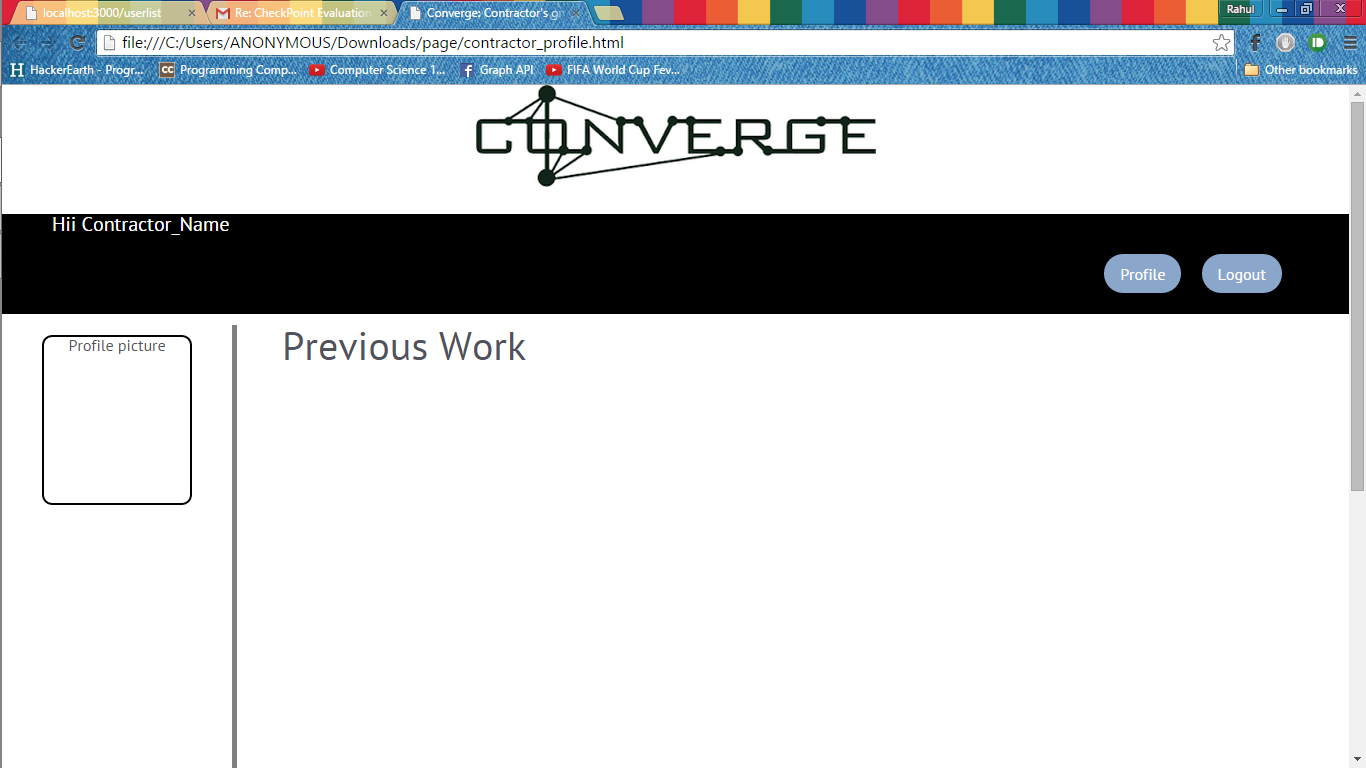 localhost:3000/userlist
Re: CheckPoint Evaluation
Converge: Contractor's gr
Rahul
file:///C:/Users/ANONYMOUS/Downloads/page/contractor_profile.html
HackerEarth - Progr...
CC Programming Comp...
Computer Science 1...
Graph API
FIFA World Cup Fev...
Other bookmarks
CONVERGE
Hii Contractor_Name
Profile
Logout
Profile picture
Previous Work